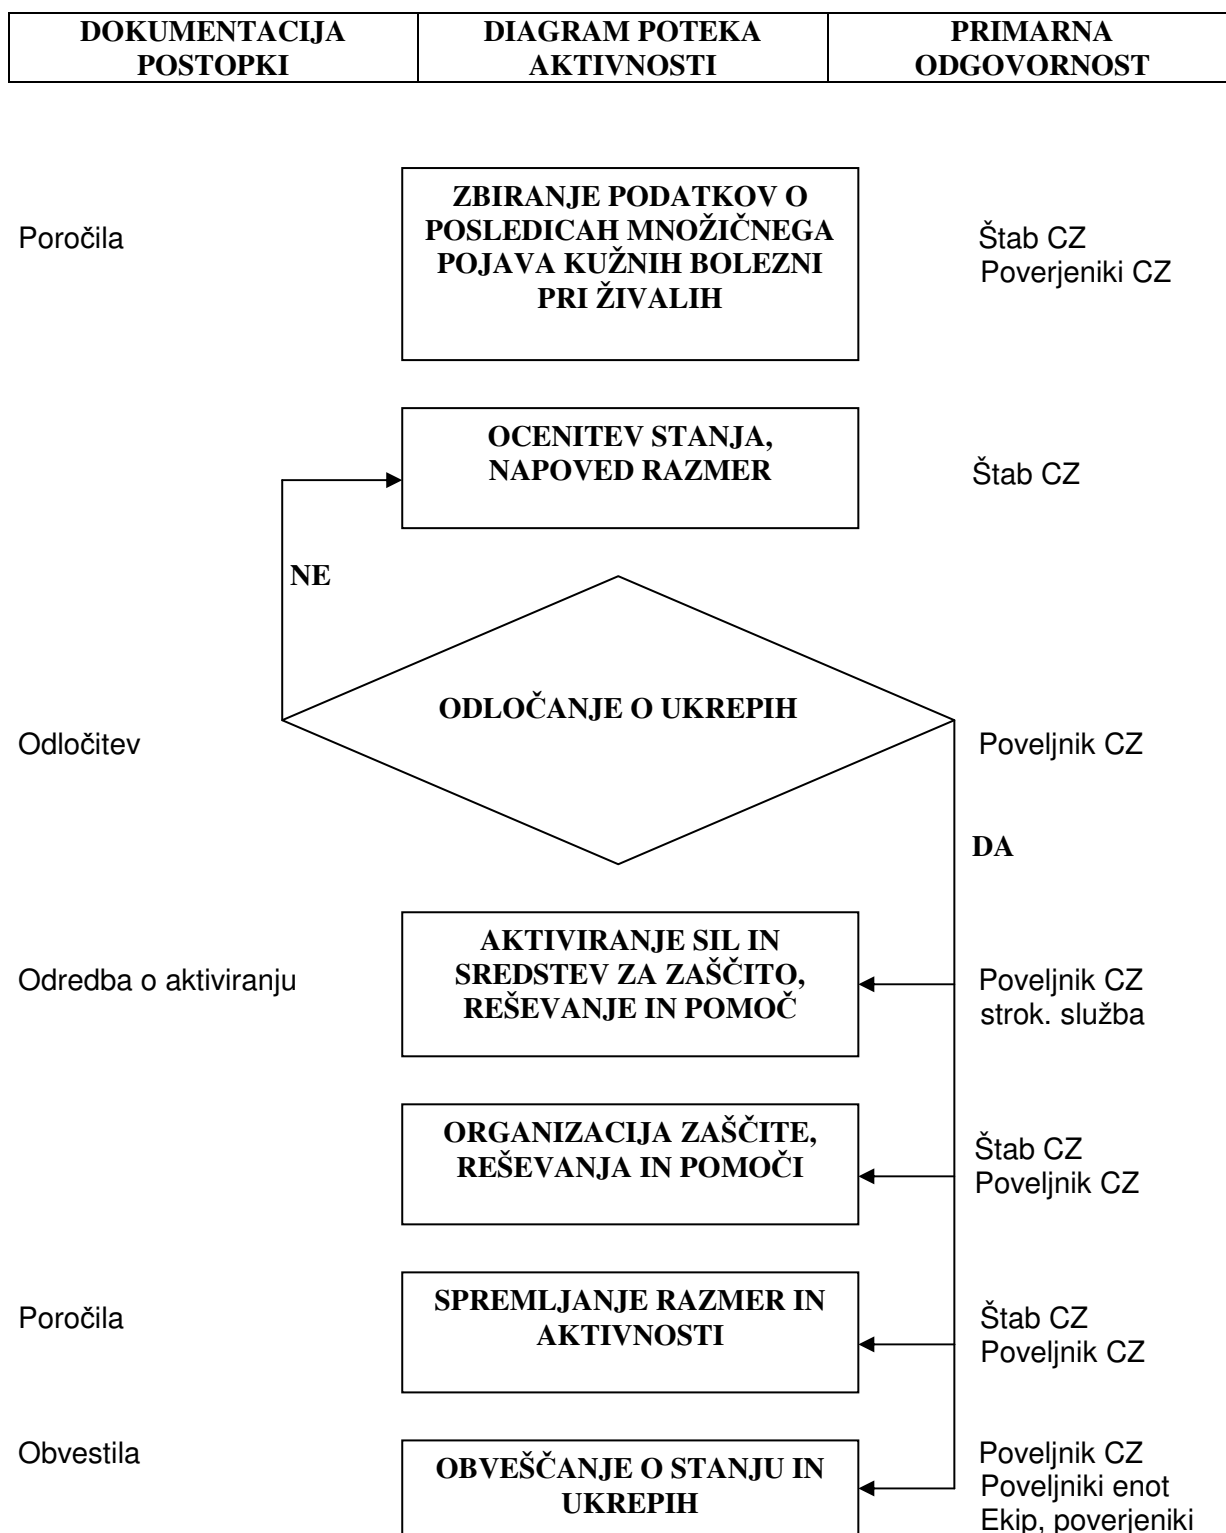 DOKUMENTACIJA
POSTOPKI
DIAGRAM POTEKA
AKTIVNOSTI
PRIMARNA
ODGOVORNOST
Poročila
ZBIRANJE PODATKOV O
POSLEDICAH MNOŽIČNEGA
POJAVA KUŽNIH BOLEZNI
PRI ŽIVALIH
Štab CZ
Poverjeniki CZ
OCENITEV STANJA,
NAPOVED RAZMER
Štab CZ
NE
ODLOČANJE O UKREPIH
Odločitev
Poveljnik CZ
DA
Odredba o aktiviranju
AKTIVIRANJE SIL IN
SREDSTEV ZA ZAŠČITO,
REŠEVANJE IN POMOČ
Poveljnik CZ
strok. služba
ORGANIZACIJA ZAŠČITE,
REŠEVANJA IN POMOČI
Štab CZ
Poveljnik CZ
Poročila
SPREMLJANJE RAZMER IN
AKTIVNOSTI
Štab CZ
Poveljnik CZ
Obvestila
OBVEŠČANJE O STANJU IN
UKREPIH
Poveljnik CZ
Poveljniki enot
Ekip, poverjeniki